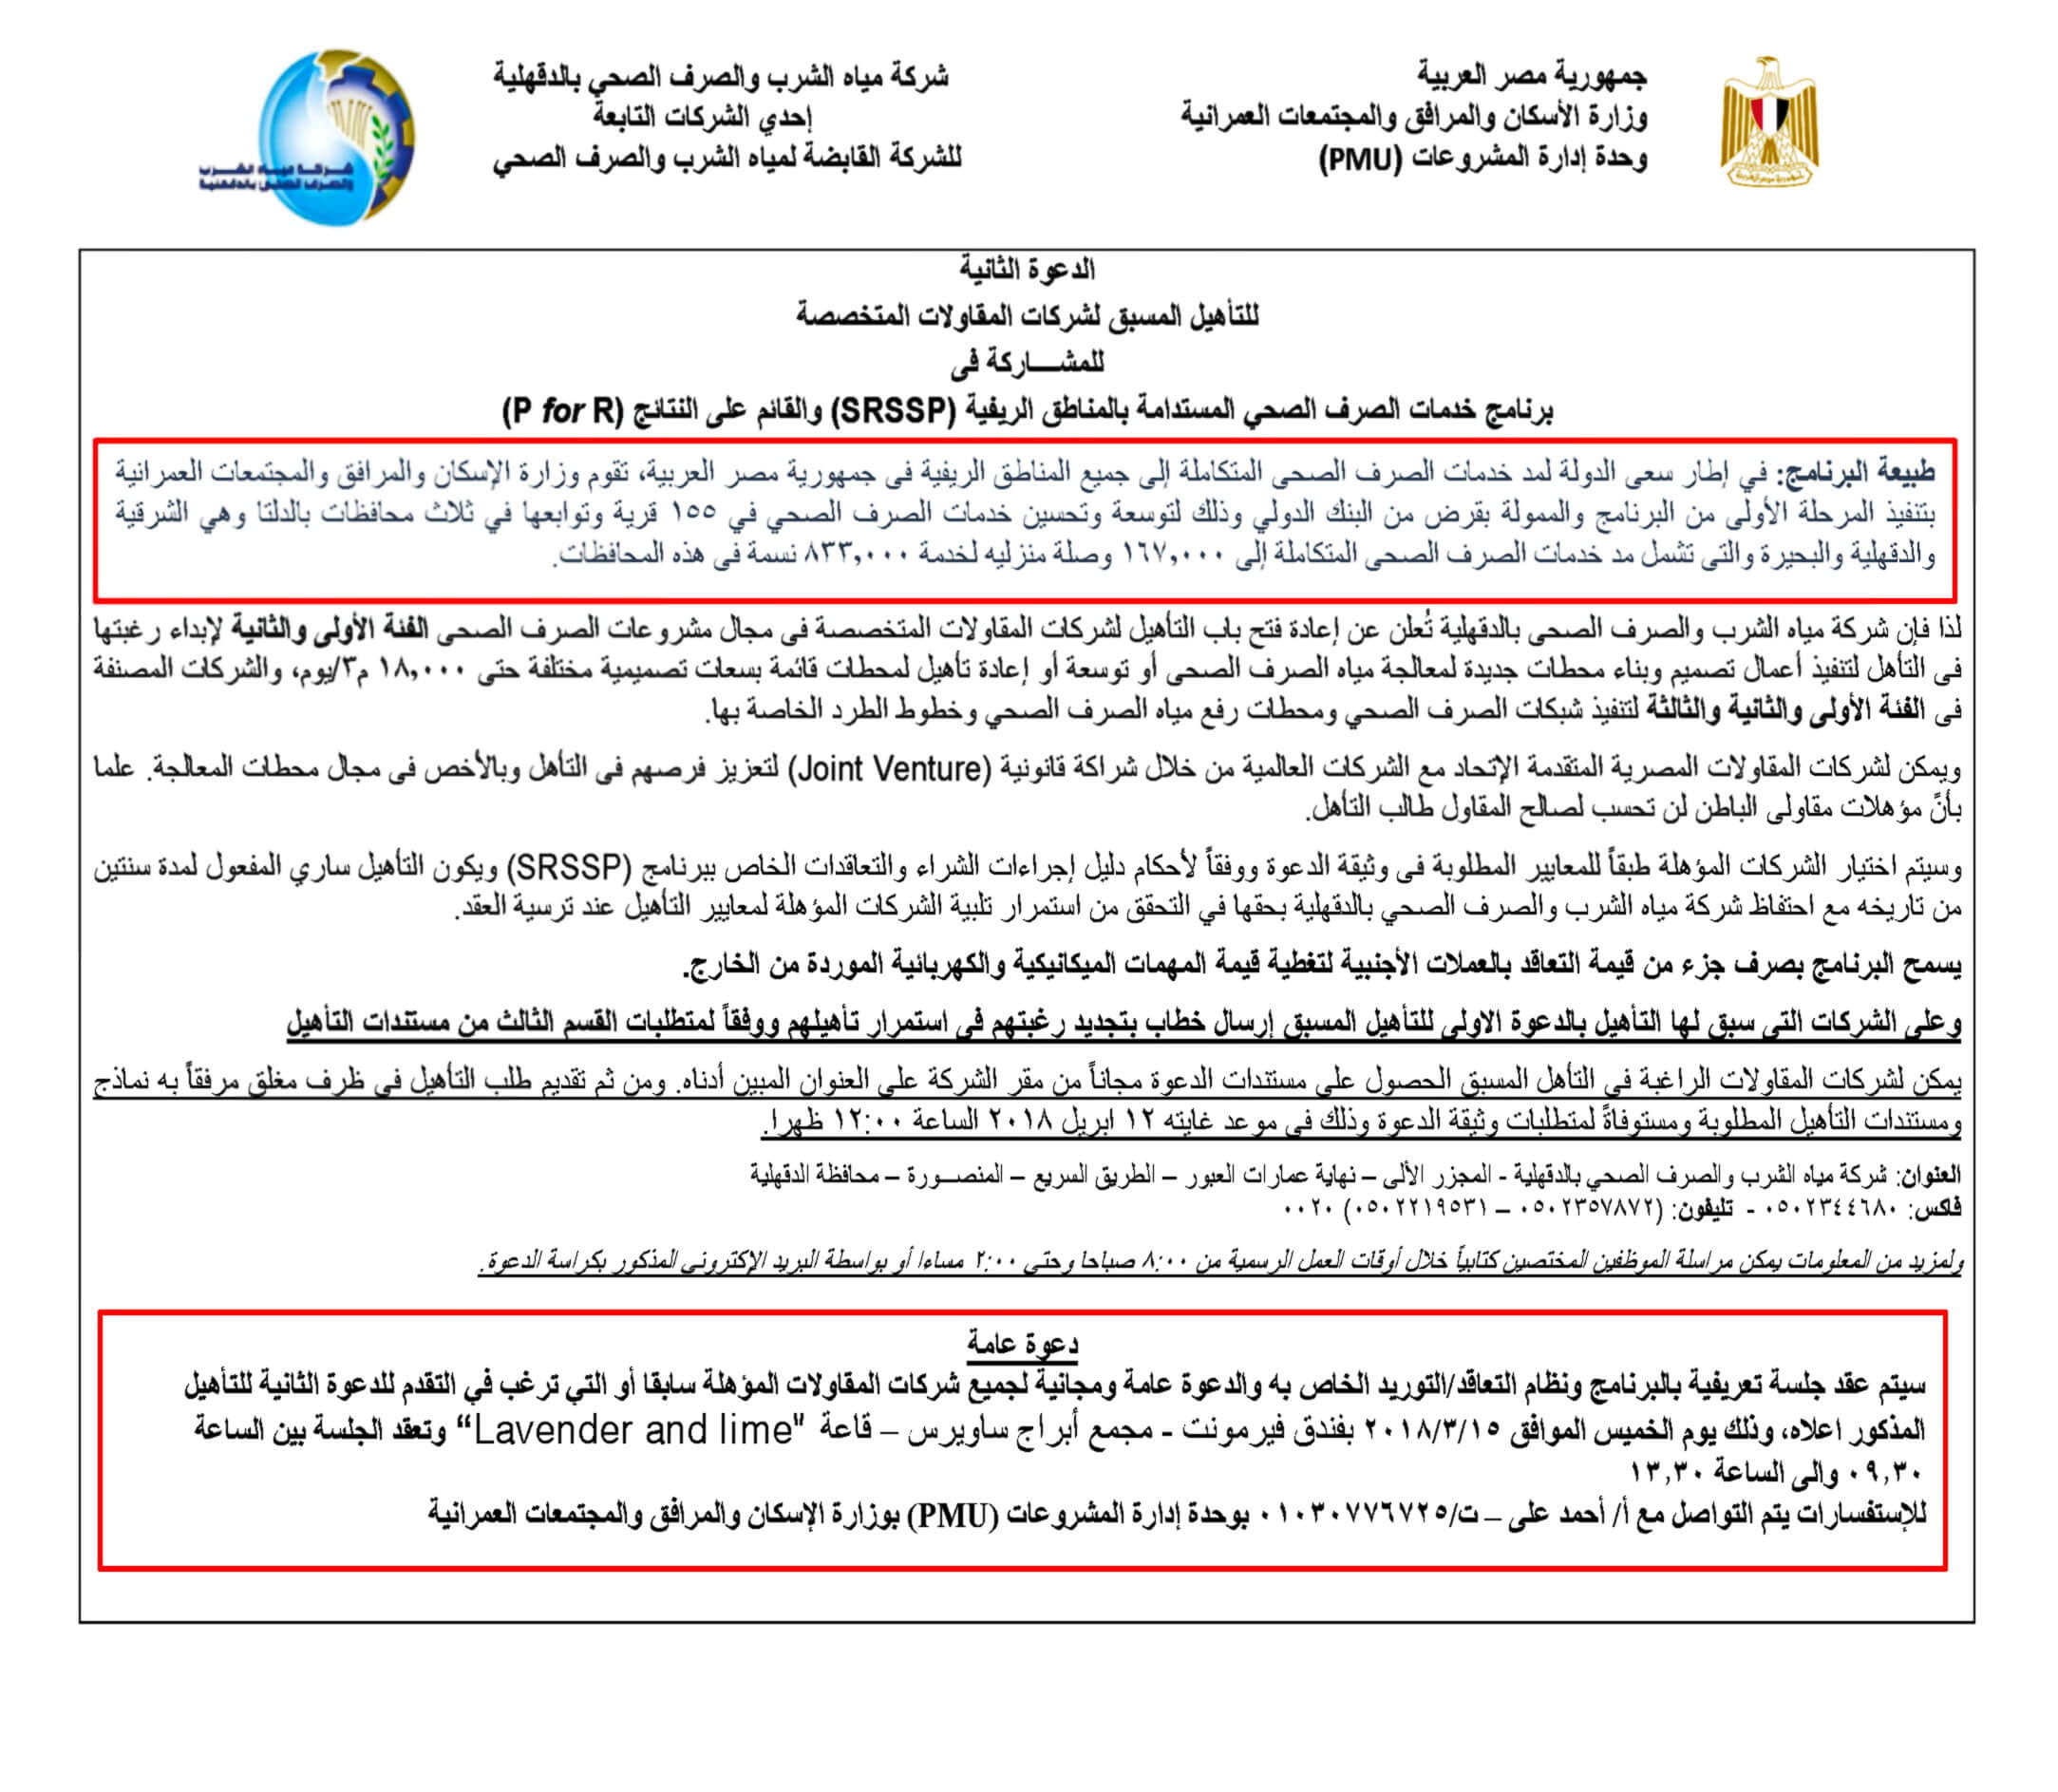 جمهورية مصر العربية
وزارة الأسكان والمرافق والمجتمعات العمرانية
وحدة إدارة المشروعات (PMU)
شركة مياه الشرب والصرف الصحي بالدقهلية
إحدي الشركات التابعة
للشركة القابضة لمياه الشرب والصرف الصحي
شركة مياه الشرب
والصرف الصحى بالدقهلية
الدعوة الثانية
للتأهيل المسبق لشركات المقاولات المتخصصة
للمشـــاركة فى
برنامج خدمات الصرف الصحي المستدامة بالمناطق الريفية (SRSSP) والقائم على النتائج (P for R)
طبيعة البرنامج: في إطار سعى الدولة لمد خدمات الصرف الصحى المتكاملة إلى جميع المناطق الريفية فى جمهورية مصر العربية، تقوم وزارة الإسكان والمرافق والمجتمعات العمرانية
بتنفيذ المرحلة الأولى من البرنامج والممولة بقرض من البنك الدولي وذلك لتوسعة وتحسين خدمات الصرف الصحي في ١٥٥ قرية وتوابعها في ثلاث محافظات بالدلتا وهي الشرقية
والدقهلية والبحيرة والتى تشمل مد خدمات الصرف الصحى المتكاملة إلى ١٦٧,٠٠٠ وصلة منزليه لخدمة ٨٣٣,٠٠٠ نسمة فى هذه المحافظات.
لذا فإن شركة مياه الشرب والصرف الصحى بالدقهلية تُعلن عن إعادة فتح باب التأهيل لشركات المقاولات المتخصصة فى مجال مشروعات الصرف الصحى الفئة الأولى والثانية لإبداء رغبتها
فى التأهل لتنفيذ أعمال تصميم وبناء محطات جديدة لمعالجة مياه الصرف الصحى أو توسعة أو إعادة تأهيل لمحطات قائمة بسعات تصميمية مختلفة حتى ١٨,٠٠٠ م٣/يوم، والشركات المصنفة
فى الفئة الأولى والثانية والثالثة لتنفيذ شبكات الصرف الصحي ومحطات رفع مياه الصرف الصحي وخطوط الطرد الخاصة بها.
ويمكن لشركات المقاولات المصرية المتقدمة الإتحاد مع الشركات العالمية من خلال شراكة قانونية (Joint Venture) لتعزيز فرصهم فى التأهل وبالأخص فى مجال محطات المعالجة. علما
بأنّ مؤهلات مقاولى الباطن لن تحسب لصالح المقاول طالب التأهل.
وسيتم اختيار الشركات المؤهلة طبقاً للمعايير المطلوبة فى وثيقة الدعوة ووفقاً لأحكام دليل إجراءات الشراء والتعاقدات الخاص ببرنامج (SRSSP) ويكون التأهيل ساري المفعول لمدة سنتين
من تاريخه مع احتفاظ شركة مياه الشرب والصرف الصحي بالدقهلية بحقها في التحقق من استمرار تلبية الشركات المؤهلة لمعايير التأهيل عند ترسية العقد.
يسمح البرنامج بصرف جزء من قيمة التعاقد بالعملات الأجنبية لتغطية قيمة المهمات الميكانيكية والكهربائية الموردة من الخارج.
وعلى الشركات التى سبق لها التأهيل بالدعوة الاولى للتأهيل المسبق إرسال خطاب بتجديد رغبتهم فى استمرار تأهيلهم ووفقاً لمتطلبات القسم الثالث من مستندات التأهيل
يمكن لشركات المقاولات الراغبة فى التأهل المسبق الحصول على مستندات الدعوة مجاناً من مقر الشركة على العنوان المبين أدناه. ومن ثم تقديم طلب التأهيل فى ظرف مغلق مرفقاً به نماذج
ومستندات التأهيل المطلوبة ومستوفاةً لمتطلبات وثيقة الدعوة وذلك فى موعد غايته ١٢ ابريل ٢٠١٨ الساعة ١٢:٠٠ ظهرا.
العنوان: شركة مياه الشرب والصرف الصحي بالدقهلية - المجزر الألى – نهاية عمارات العبور – الطريق السريع – المنصـــورة – محافظة الدقهلية
فاكس: ٠٥٠٢٣٤٤٦٨٠ - تليفون: (٠٥٠٢٣٥٧٨٧٢ – ٠٥٠٢٢١٩٥٣١) ٠٠٢٠
ولمزيد من المعلومات يمكن مراسلة الموظفين المختصين كتابياً خلال أوقات العمل الرسمية من ٨:٠٠ صباحا وحتى ٢:٠٠ مساءا أو بواسطة البريد الإكترونى المذكور بكراسة الدعوة.
دعوة عامة
سيتم عقد جلسة تعريفية بالبرنامج ونظام التعاقد/التوريد الخاص به والدعوة عامة ومجانية لجميع شركات المقاولات المؤهلة سابقا أو التي ترغب في التقدم للدعوة الثانية للتأهيل
المذكور اعلاه، وذلك يوم الخميس الموافق ٢٠١٨/٣/١٥ بفندق فيرمونت - مجمع أبراج ساويرس – قاعة "Lavender and lime“ وتعقد الجلسة بين الساعة
٠٩,٣٠ والى الساعة ١٣,٣٠
للإستفسارات يتم التواصل مع أ/ أحمد على – ت/٠١٠٣٠٧٧٦٧٢٥ بوحدة إدارة المشروعات (PMU) بوزارة الإسكان والمرافق والمجتمعات العمرانية